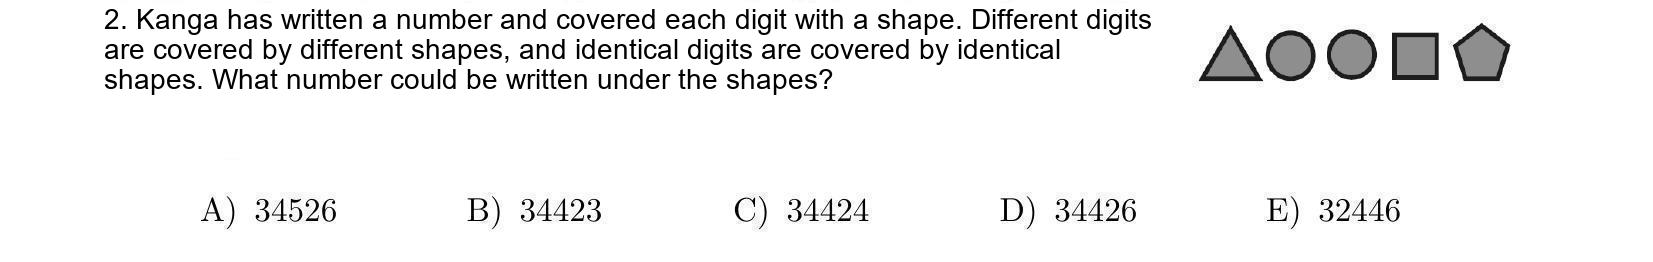 2. Kanga has written a number and covered each digit with a shape. Different digits
are covered by different shapes, and identical digits are covered by identical
shapes. What number could be written under the shapes?
A) 34526 B) 34423 C) 34424 D) 34426 E) 32446